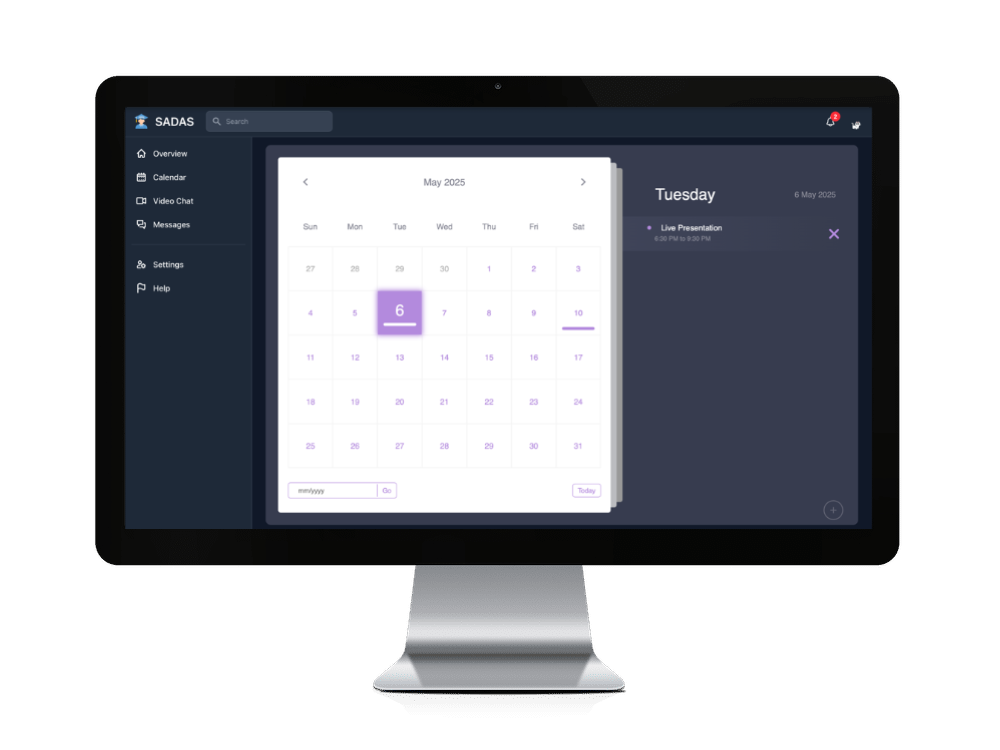 SADAS
Search
2
Overview
Calendar
Video Chat
Messages
Settings
Help
May 2025
Sun Mon Tue Wed Thu Fri Sat
27 28 29 30 1 2 3
4 5 6 7 8 9 10
11 12 13 14 15 16 17
18 19 20 21 22 23 24
25 26 27 28 29 30 31
mm/yyyy Go
Today
Tuesday
6 May 2025
Live Presentation
6:30 PM to 9:30 PM